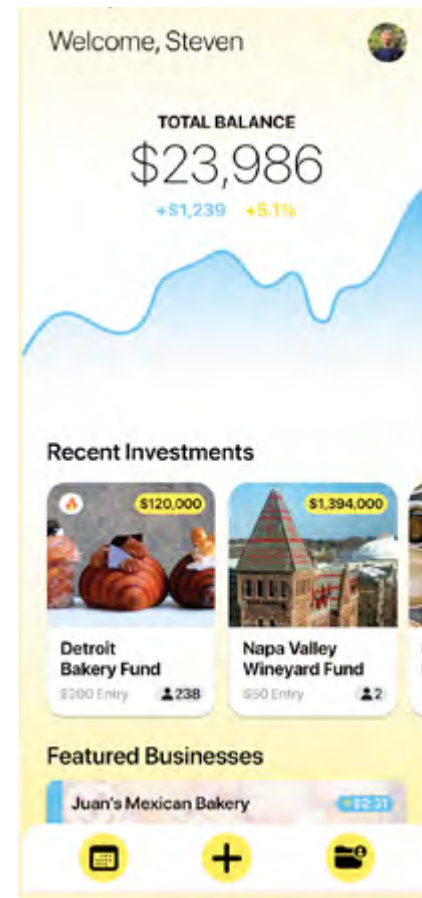 Welcome, Steven
TOTAL BALANCE
$23,986
+$1,239 +5.1%
Recent Investments
$120,000
$1,394,000
Detroit
Bakery Fund
$200 Entry 238
Napa Valley
Wineyard Fund
$50 Entry 2
Featured Businesses
Juan's Mexican Bakery